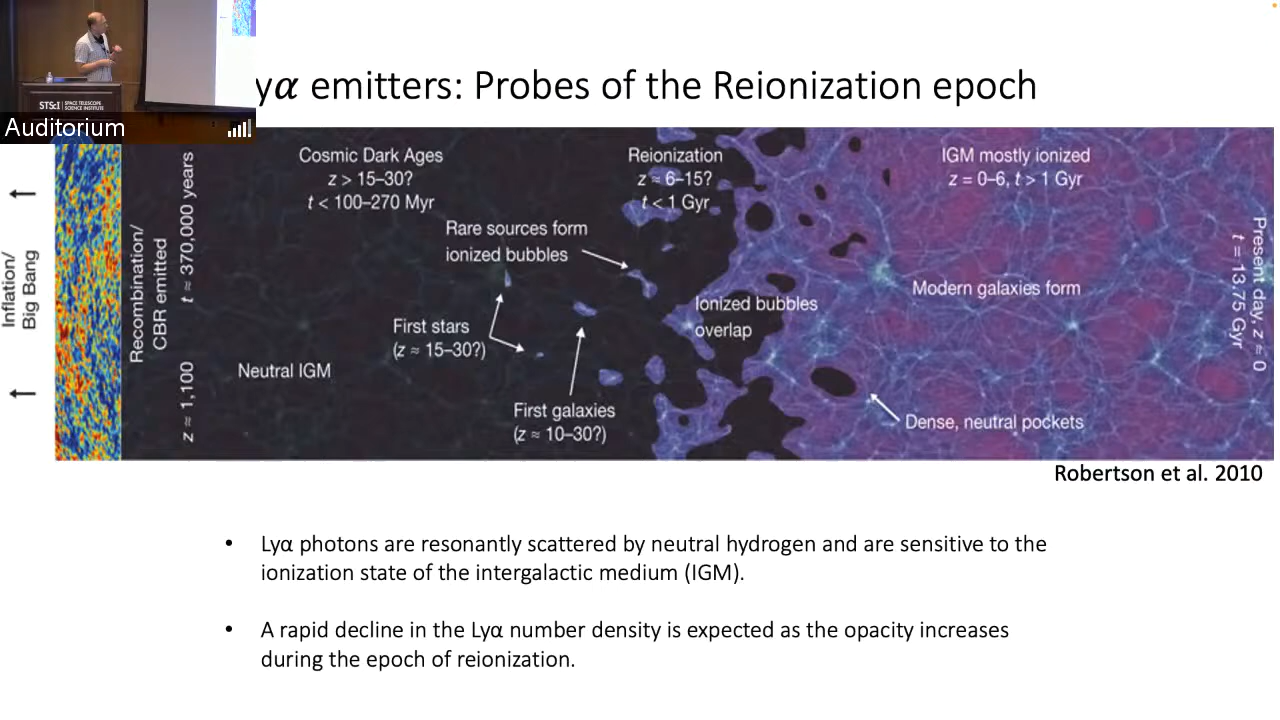 STScI | SPACE TELESCOPE
SCIENCE INSTITUTE
Auditorium
yα emitters: Probes of the Reionization epoch
Inflation/
Big Bang
Recombination/
CBR emitted
t ≈ 370,000 years
z ≈ 1,100
Cosmic Dark Ages
z > 15–30?
t < 100–270 Myr
Neutral IGM
First stars
(z ≈ 15–30?)
Rare sources form
ionized bubbles
First galaxies
(z ≈ 10–30?)
Reionization
z ≈ 6–15?
t < 1 Gyr
Ionized bubbles
overlap
IGM mostly ionized
z = 0–6, t > 1 Gyr
Modern galaxies form
Dense, neutral pockets
Present day, z = 0
t = 13.75 Gyr
Robertson et al. 2010
• Lyα photons are resonantly scattered by neutral hydrogen and are sensitive to the
ionization state of the intergalactic medium (IGM).
• A rapid decline in the Lyα number density is expected as the opacity increases
during the epoch of reionization.